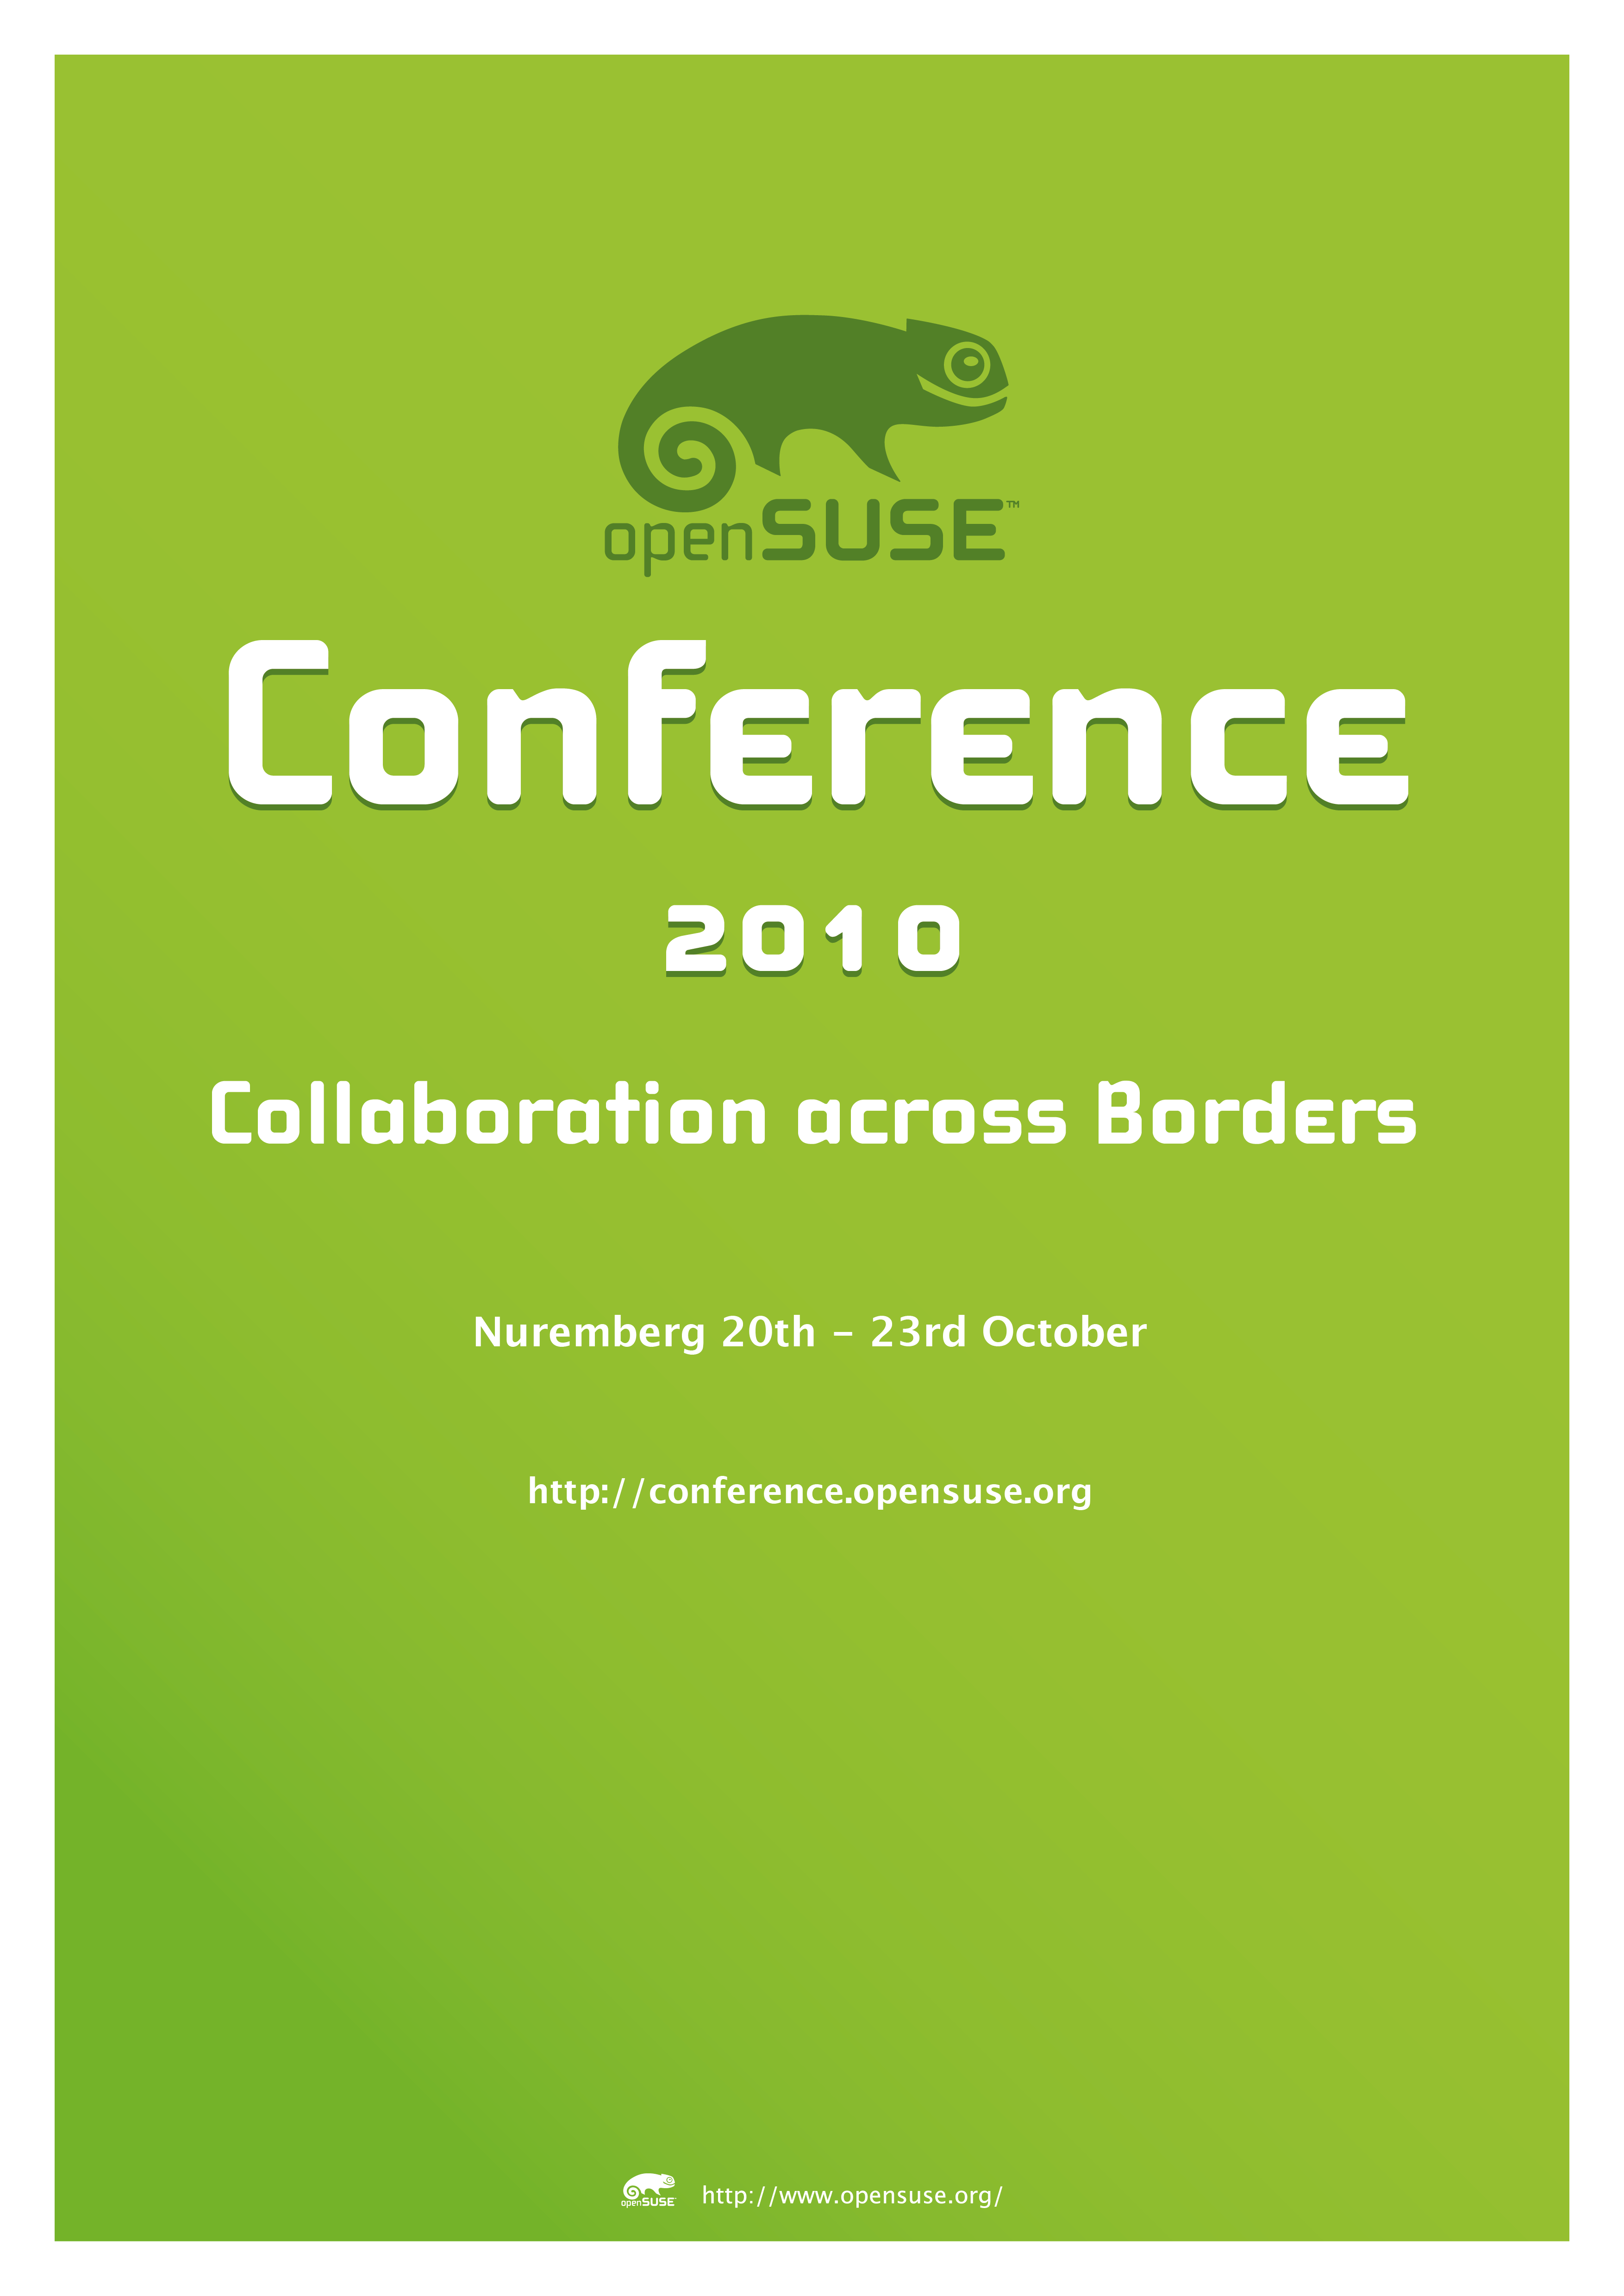 openSUSE™
Conference
2010
Collaboration across Borders
Nuremberg 20th – 23rd October
http://conference.opensuse.org
openSUSE http://www.opensuse.org/